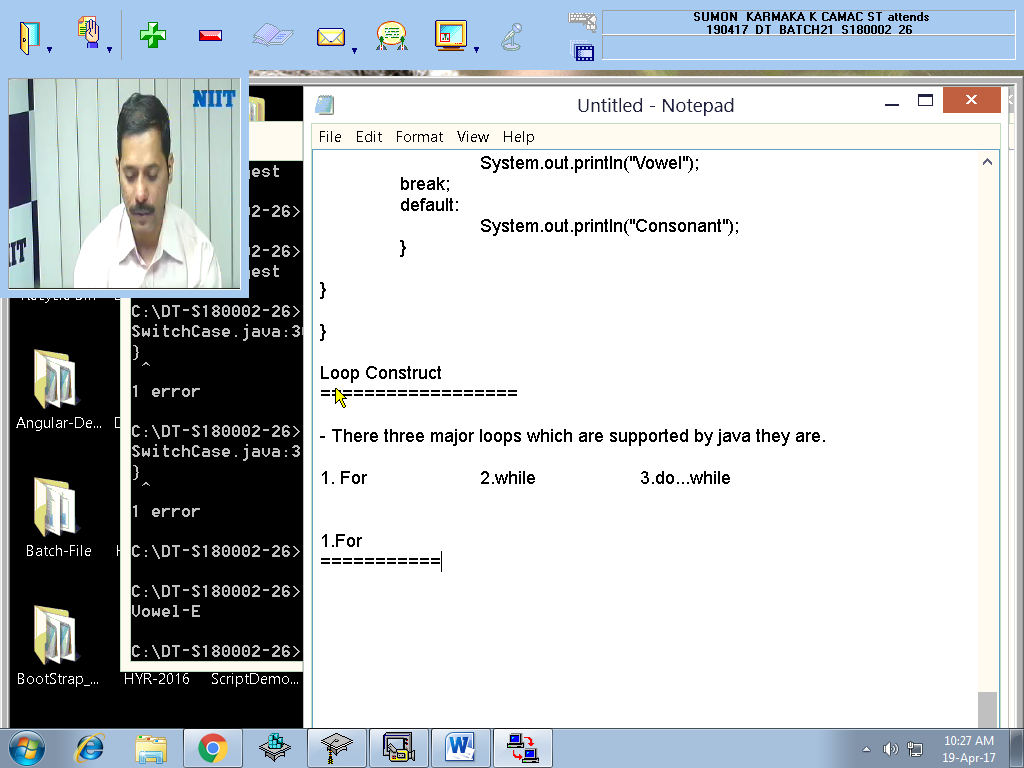 SUMON KARMAKA K CAMAC ST attends
190417 DT BATCH21 S180002 26
NIIT
Untitled - Notepad
File Edit Format View Help
System.out.println("Vowel");
break;
default:
System.out.println("Consonant");
}
}
}
Loop Construct
==================
- There three major loops which are supported by java they are.
1. For 2.while 3.do...while
1.For
===========
est
2-26>
2-26>
est
C:\DT-S180002-26>
SwitchCase.java:3
}
^
1 error
C:\DT-S180002-26>
SwitchCase.java:3
}
^
1 error
C:\DT-S180002-26>
C:\DT-S180002-26>
Vowel-E
C:\DT-S180002-26>
Angular-De...
Batch-File
BootStrap_...
HYR-2016
ScriptDemo...
10:27 AM
19-Apr-17